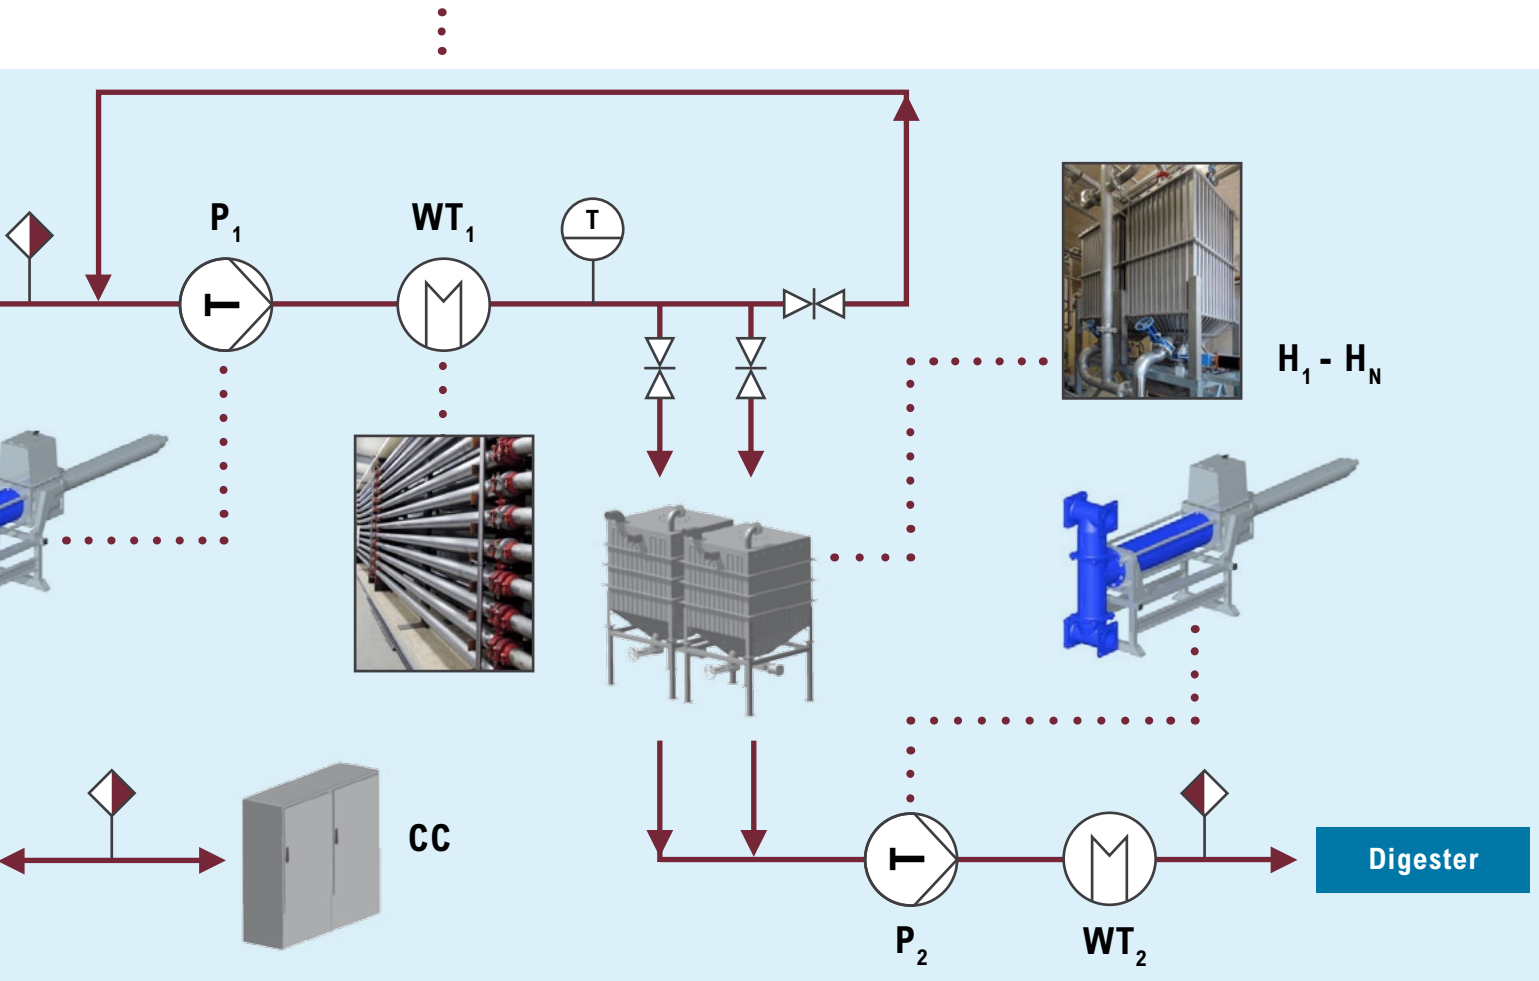 P1
WT1
T
H1 - HN
CC
Digester
P2
WT2